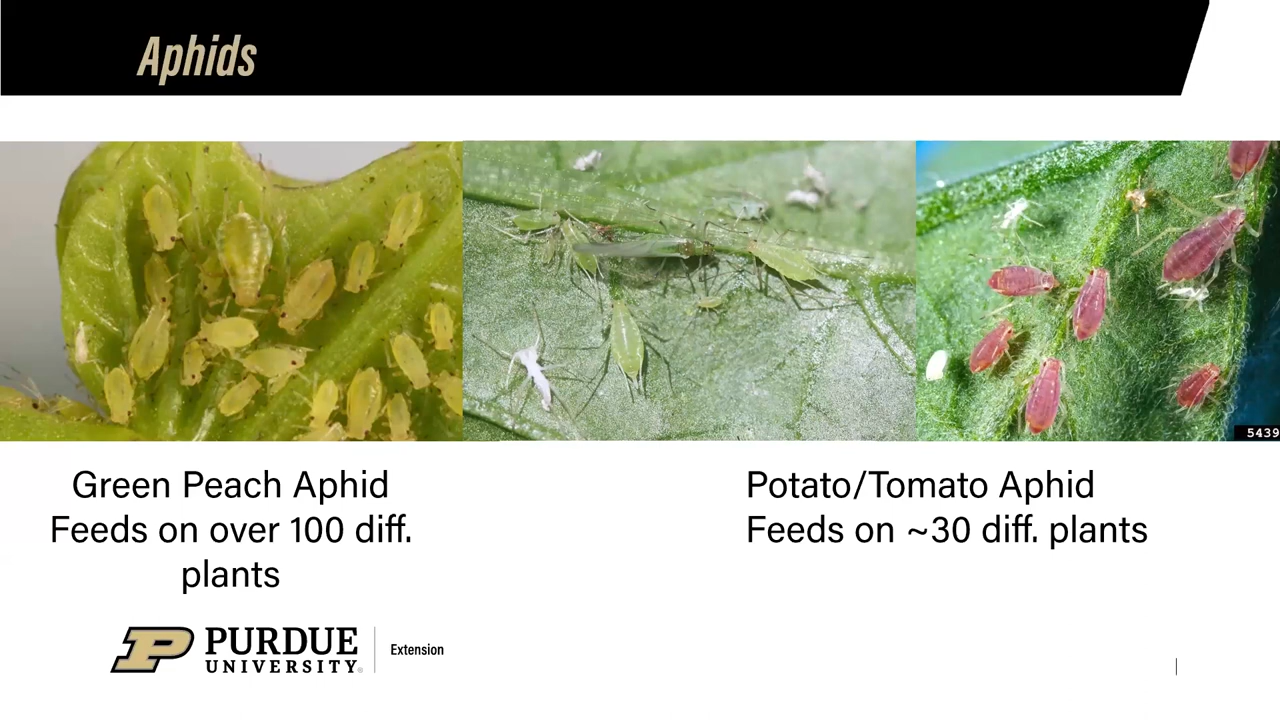 Aphids
5439
Green Peach Aphid
Feeds on over 100 diff.
plants
Potato/Tomato Aphid
Feeds on ~30 diff. plants
PURDUE
UNIVERSITY®
Extension